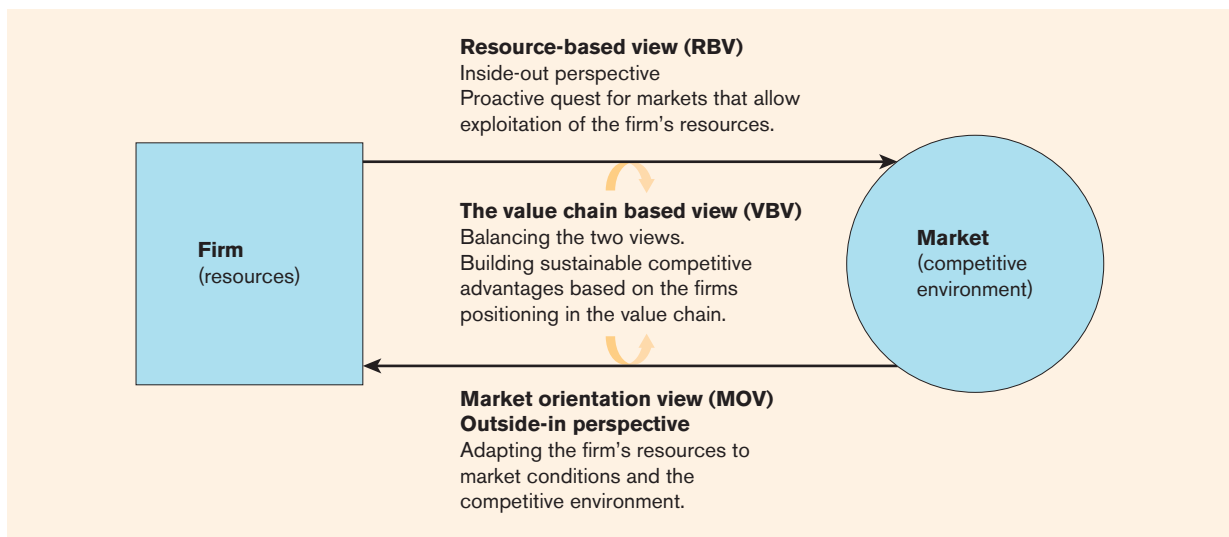 Resource-based view (RBV)
Inside-out perspective
Proactive quest for markets that allow
exploitation of the firm's resources.
Firm
(resources)
The value chain based view (VBV)
Balancing the two views.
Building sustainable competitive
advantages based on the firms
positioning in the value chain.
Market
(competitive
environment)
Market orientation view (MOV)
Outside-in perspective
Adapting the firm's resources to
market conditions and the
competitive environment.